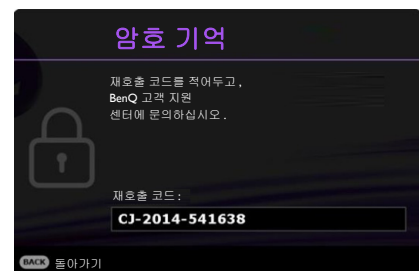 암호 기억
재호출 코드를 적어두고,
BenQ 고객 지원
센터에 문의하십시오.
재호출 코드:
CJ-2014-541638
BACK 돌아가기